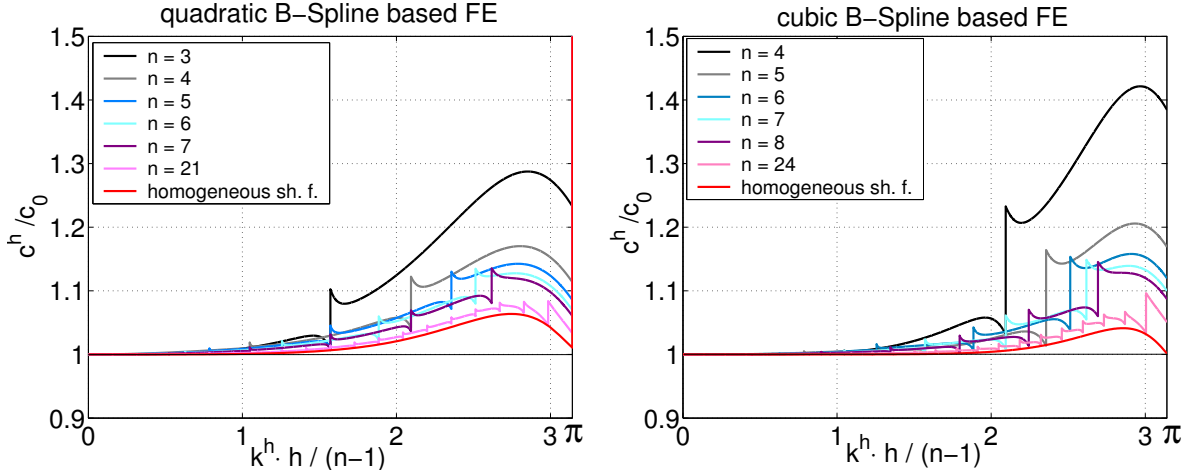 quadratic B−Spline based FE
1.5
1.4
1.3
1.2
1.1
1
0.9
c^h/c_0
n = 3
n = 4
n = 5
n = 6
n = 7
n = 21
homogeneous sh. f.
0
1
2
3
π
k^h · h / (n−1)
cubic B−Spline based FE
1.5
1.4
1.3
1.2
1.1
1
0.9
c^h/c_0
n = 4
n = 5
n = 6
n = 7
n = 8
n = 24
homogeneous sh. f.
0
1
2
3
π
k^h · h / (n−1)